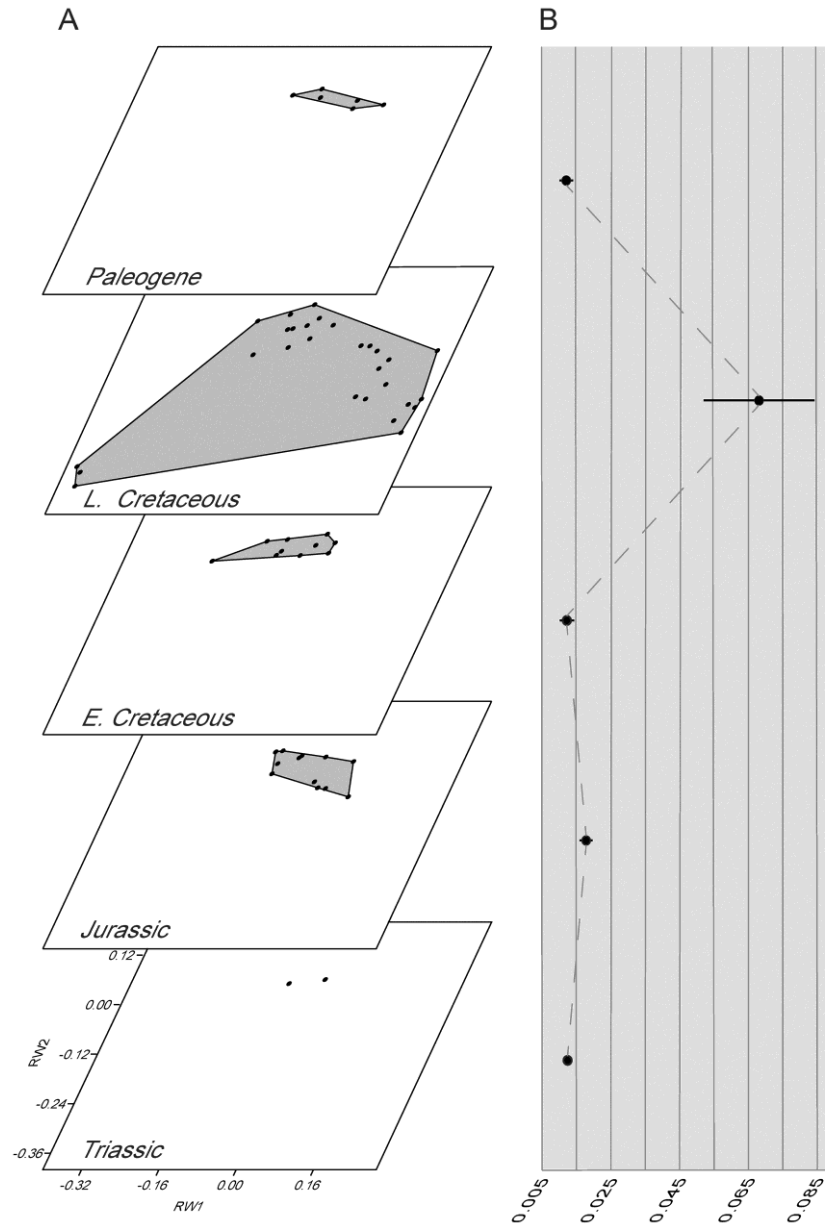 A
B
Paleogene
L. Cretaceous
E. Cretaceous
Jurassic
0.12
0.00
-0.12
-0.24
-0.36
RW2
Triassic
-0.32
-0.16
0.00
0.16
RW1
0.005
0.025
0.045
0.065
0.085